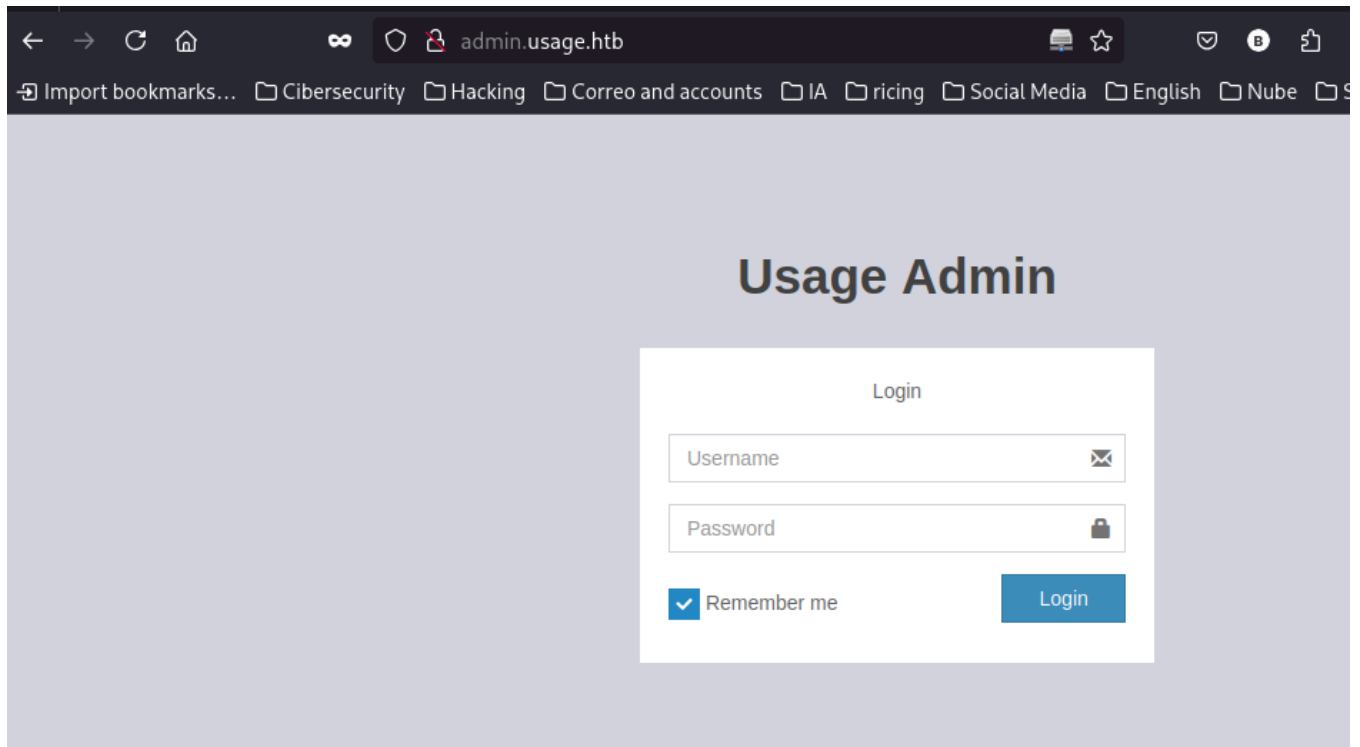 admin.usage.htb
B
Import bookmarks... Cibersecurity Hacking Correo and accounts IA ricing Social Media English Nube S
Usage Admin
Login
Username
Password
Remember me Login